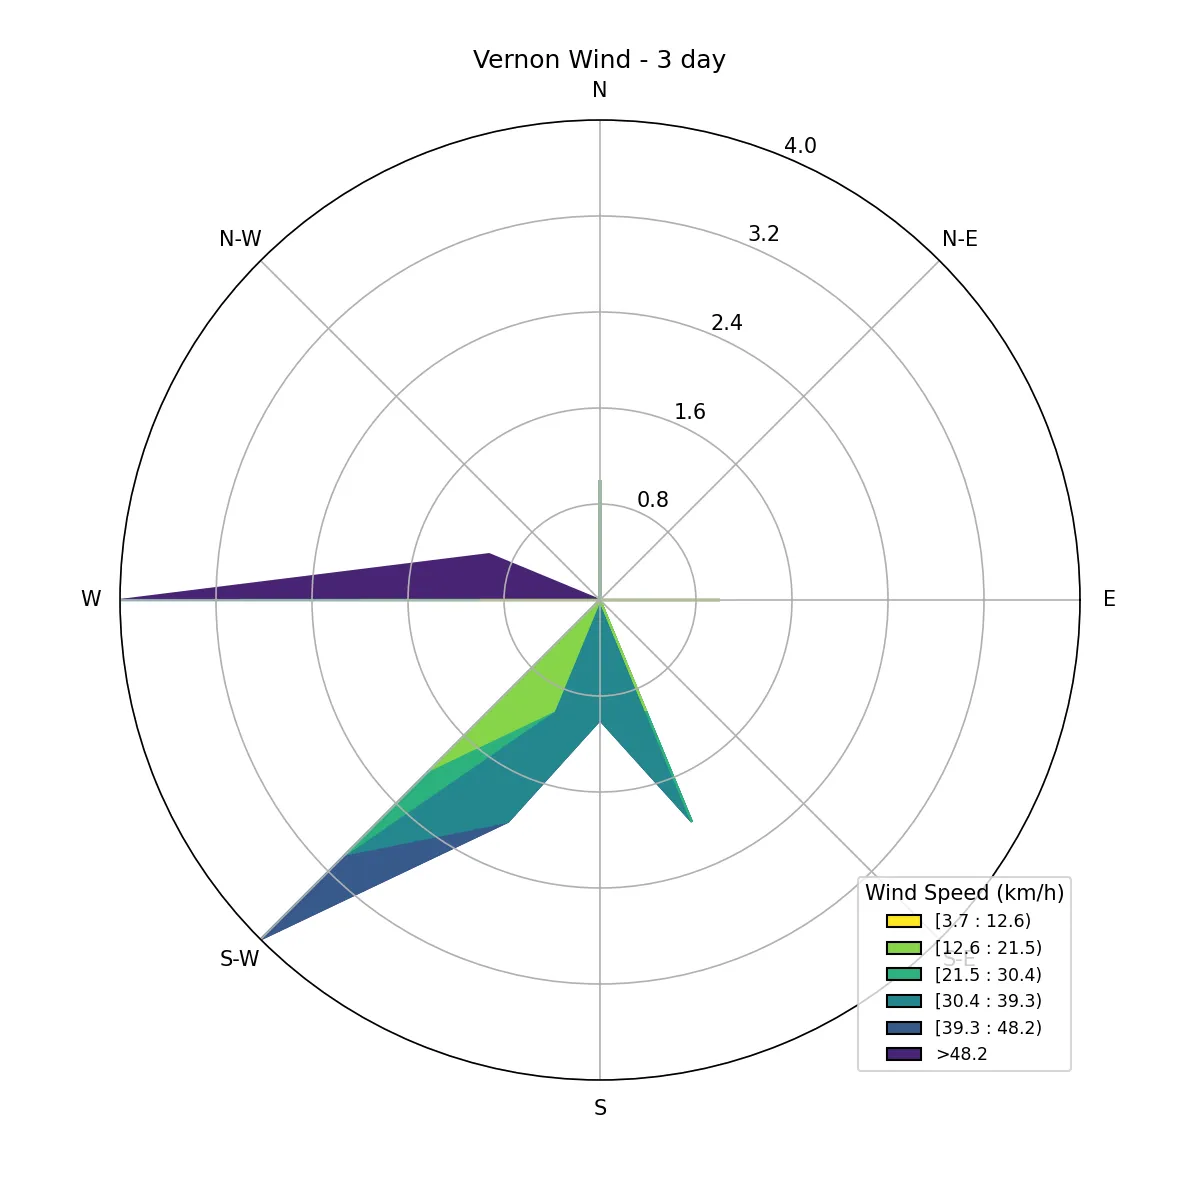 Vernon Wind - 3 day
N
4.0
N-W
3.2
N-E
2.4
1.6
0.8
W
E
Wind Speed (km/h)
[3.7 : 12.6)
[12.6 : 21.5)
S-W
S-E
[21.5 : 30.4)
[30.4 : 39.3)
[39.3 : 48.2)
>48.2
S